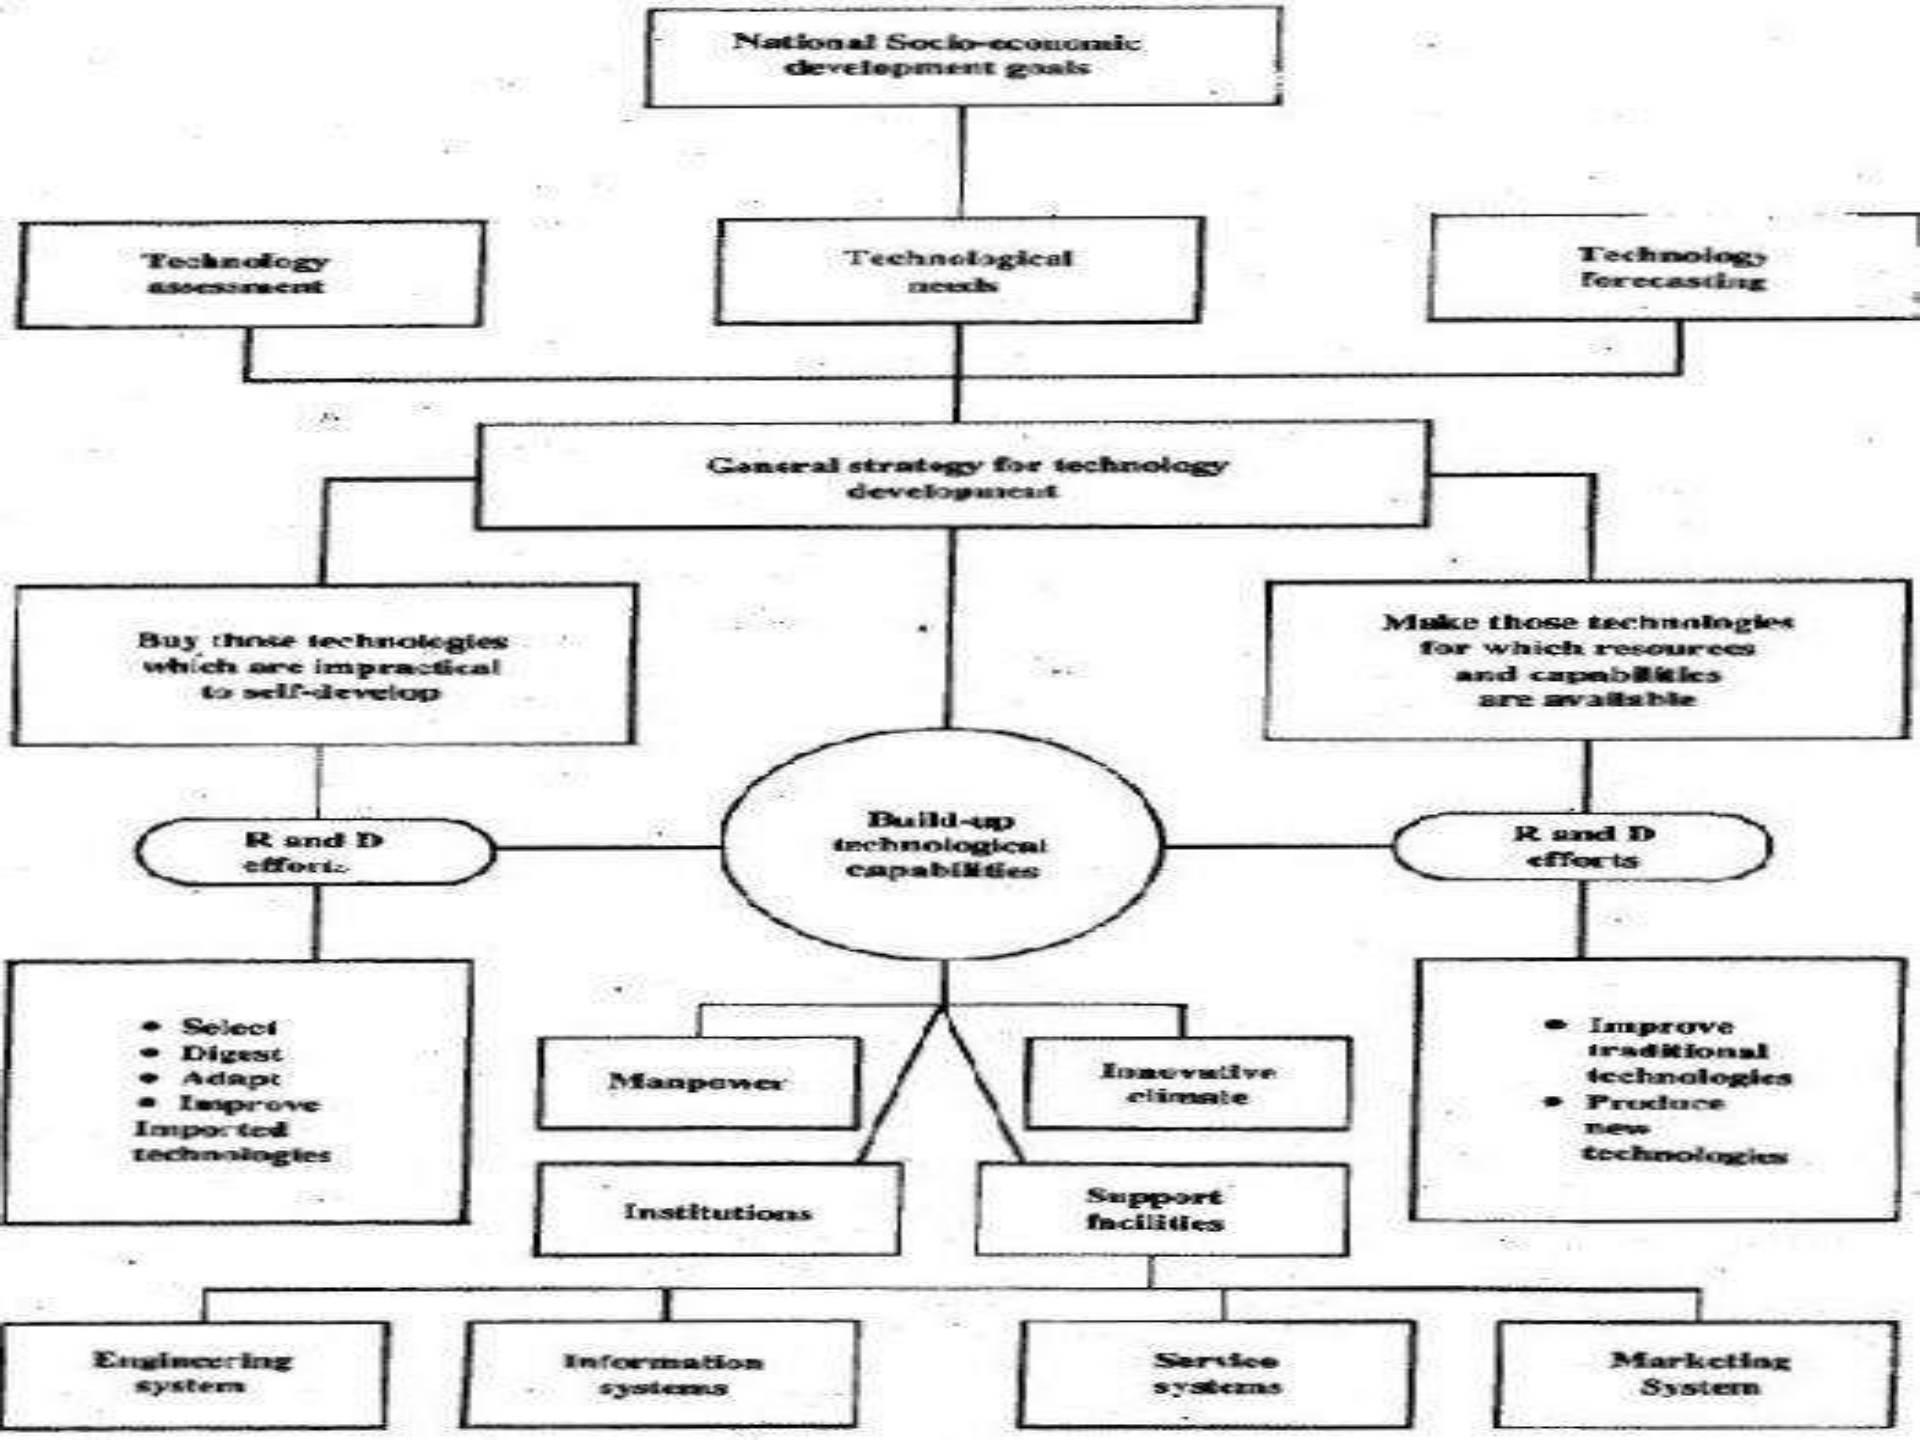 National Socio-economic
development goals
Technology
assessment
Technological
needs
Technology
forecasting
General strategy for technology
development
Buy those technologies
which are impractical
to self-develop
Make those technologies
for which resources
and capabilities
are available
R and D
efforts
Build-up
technological
capabilities
R and D
efforts
• Select
• Digest
• Adapt
• Improve
Imported
technologies
Manpower
Innovative
climate
• Improve
traditional
technologies
• Produce
new
technologies
Institutions
Support
facilities
Engineering
system
Information
systems
Service
systems
Marketing
System